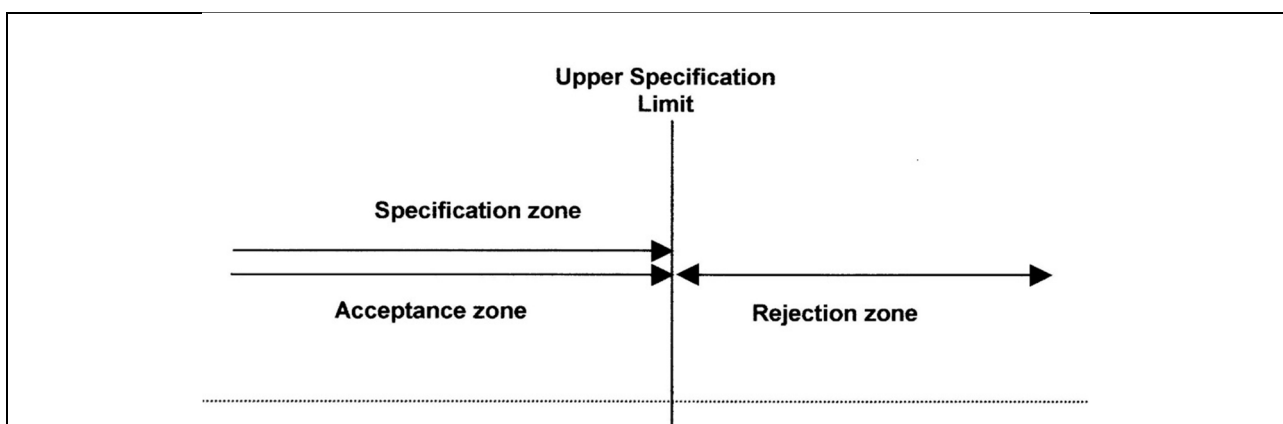 Upper Specification
Limit
Specification zone
Acceptance zone
Rejection zone